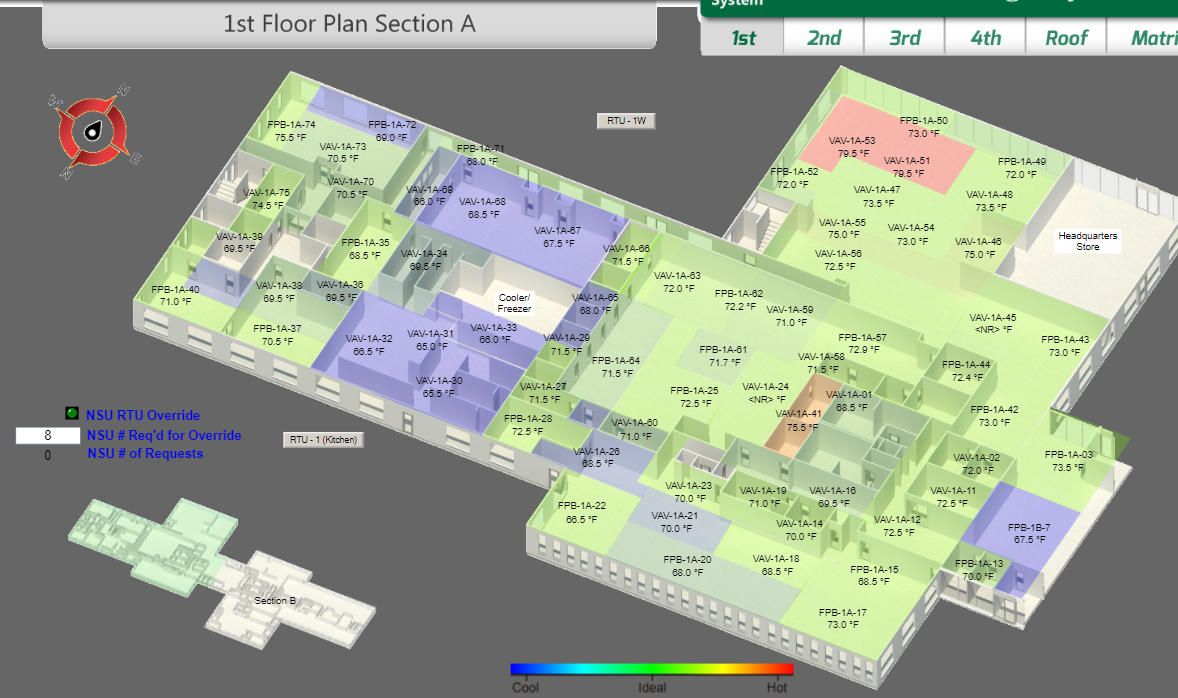 System
1st Floor Plan Section A
1st
2nd
3rd
4th
Roof
Matri
RTU - 1W
FPB-1A-74
75.5 °F
FPB-1A-72
69.0 °F
VAV-1A-73
70.5 °F
FPB-1A-71
68.0 °F
VAV-1A-70
70.5 °F
VAV-1A-75
74.5 °F
VAV-1A-69
66.0 °F
VAV-1A-68
68.5 °F
VAV-1A-67
67.5 °F
VAV-1A-39
69.5 °F
FPB-1A-35
68.5 °F
VAV-1A-34
69.5 °F
VAV-1A-66
71.5 °F
FPB-1A-40
71.0 °F
VAV-1A-38
69.5 °F
VAV-1A-36
69.5 °F
Cooler/
Freezer
VAV-1A-65
68.0 °F
FPB-1A-37
70.5 °F
VAV-1A-32
66.5 °F
VAV-1A-31
65.0 °F
VAV-1A-33
66.0 °F
VAV-1A-29
71.5 °F
VAV-1A-30
65.5 °F
VAV-1A-27
71.5 °F
FPB-1A-28
72.5 °F
FPB-1A-50
73.0 °F
VAV-1A-53
79.5 °F
VAV-1A-51
79.5 °F
FPB-1A-49
72.0 °F
FPB-1A-52
72.0 °F
VAV-1A-47
73.5 °F
VAV-1A-48
73.5 °F
VAV-1A-55
75.0 °F
VAV-1A-54
73.0 °F
VAV-1A-46
75.0 °F
VAV-1A-56
72.5 °F
Headquarters
Store
VAV-1A-63
72.0 °F
FPB-1A-62
72.2 °F
VAV-1A-59
71.0 °F
VAV-1A-45
<NR> °F
FPB-1A-43
73.0 °F
FPB-1A-57
72.9 °F
VAV-1A-58
71.5 °F
FPB-1A-61
71.7 °F
FPB-1A-64
71.5 °F
FPB-1A-44
72.4 °F
FPB-1A-25
72.5 °F
VAV-1A-24
<NR> °F
VAV-1A-01
68.5 °F
VAV-1A-41
75.5 °F
FPB-1A-42
73.0 °F
VAV-1A-60
71.0 °F
VAV-1A-26
68.5 °F
VAV-1A-02
72.0 °F
FPB-1A-03
73.5 °F
VAV-1A-23
70.0 °F
VAV-1A-19
71.0 °F
VAV-1A-16
69.5 °F
VAV-1A-11
72.5 °F
FPB-1A-22
66.5 °F
VAV-1A-21
70.0 °F
VAV-1A-14
70.0 °F
VAV-1A-12
72.5 °F
FPB-1B-7
67.5 °F
FPB-1A-20
68.0 °F
VAV-1A-18
68.5 °F
FPB-1A-15
68.5 °F
FPB-1A-13
70.0 °F
FPB-1A-17
73.0 °F
NSU RTU Override
8 NSU # Req'd for Override
0 NSU # of Requests
RTU - 1 (Kitchen)
Section B
Cool Ideal Hot